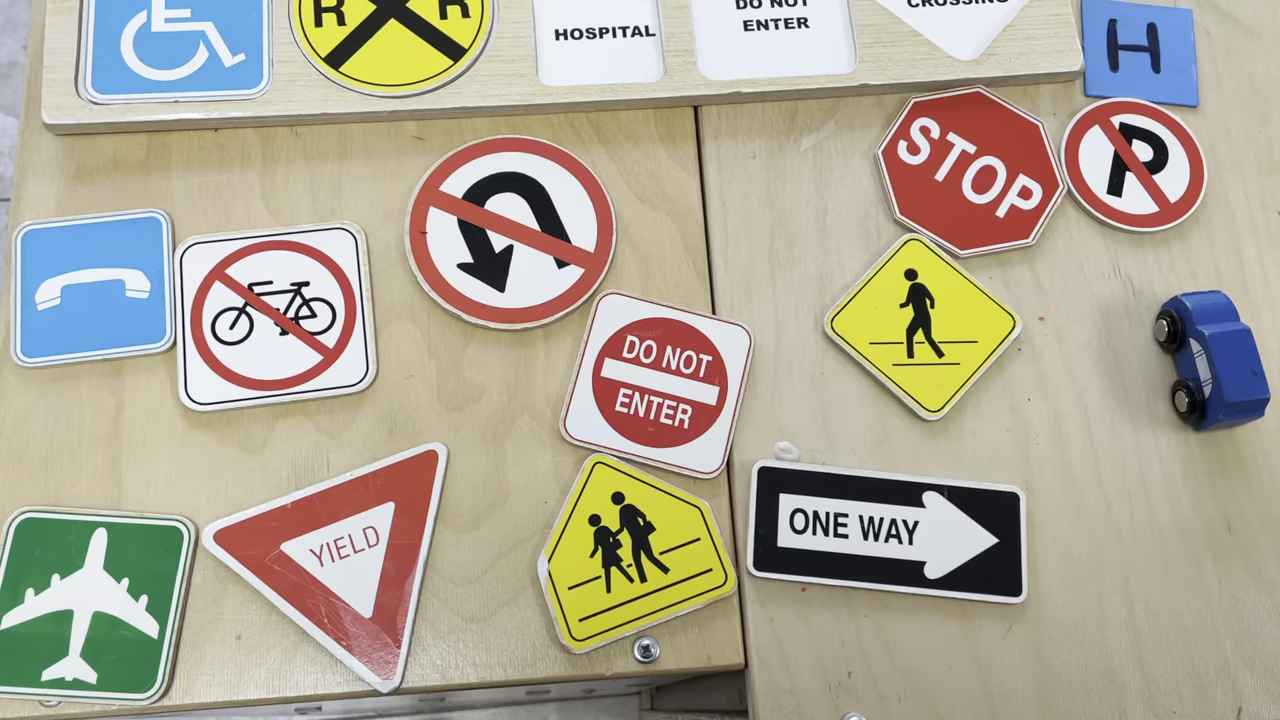 R R
HOSPITAL
DO NOT
ENTER
CROSSING
H
STOP
P
DO NOT
ENTER
YIELD
ONE WAY